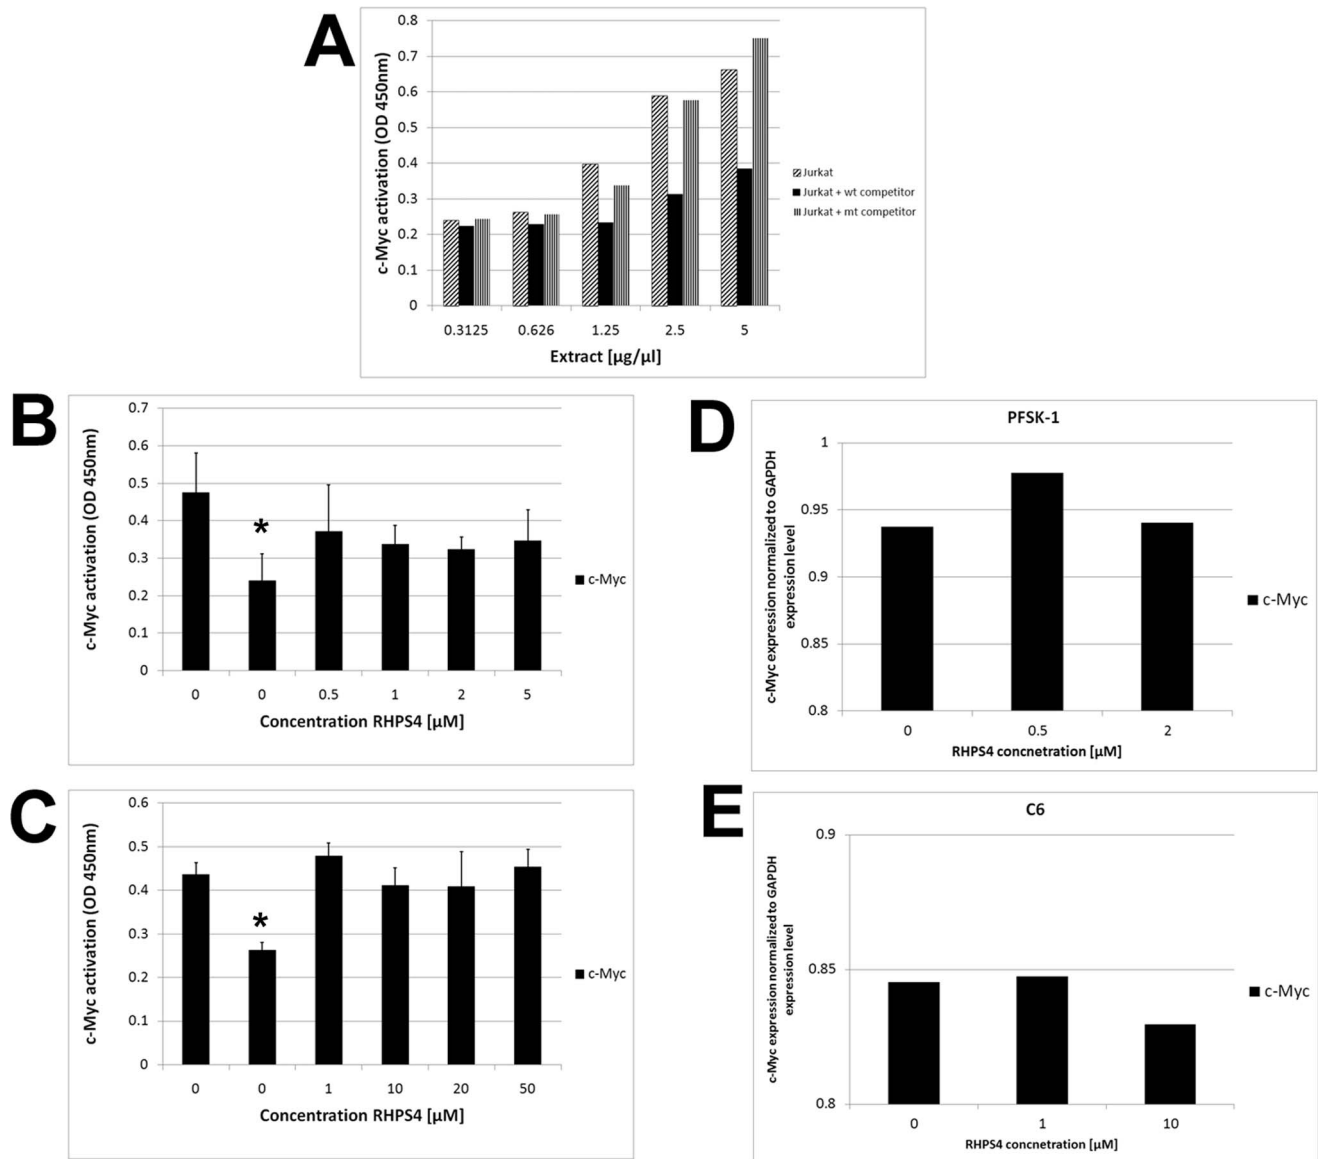 A
c-Myc activation (OD 450nm)
0.8
0.7
0.6
0.5
0.4
0.3
0.2
0.1
0
0.3125 0.626 1.25 2.5 5
Extract [µg/µl]
Jurkat
Jurkat + wt competitor
Jurkat + mt competitor
B
c-Myc activation (OD 450nm)
0.7
0.6
0.5
0.4
0.3
0.2
0.1
0
*
0 0 0.5 1 2 5
Concentration RHPS4 [µM]
c-Myc
C
c-Myc activation (OD 450nm)
0.6
0.5
0.4
0.3
0.2
0.1
0
*
0 0 1 10 20 50
Concentration RHPS4 [µM]
c-Myc
D
PFSK-1
c-Myc expression normalized to GAPDH
expression level
1
0.95
0.9
0.85
0.8
0 0.5 2
RHPS4 concnetration [µM]
c-Myc
E
C6
c-Myc expression normalized to GAPDH
expression level
0.9
0.85
0.8
0 1 10
RHPS4 concnetration [µM]
c-Myc